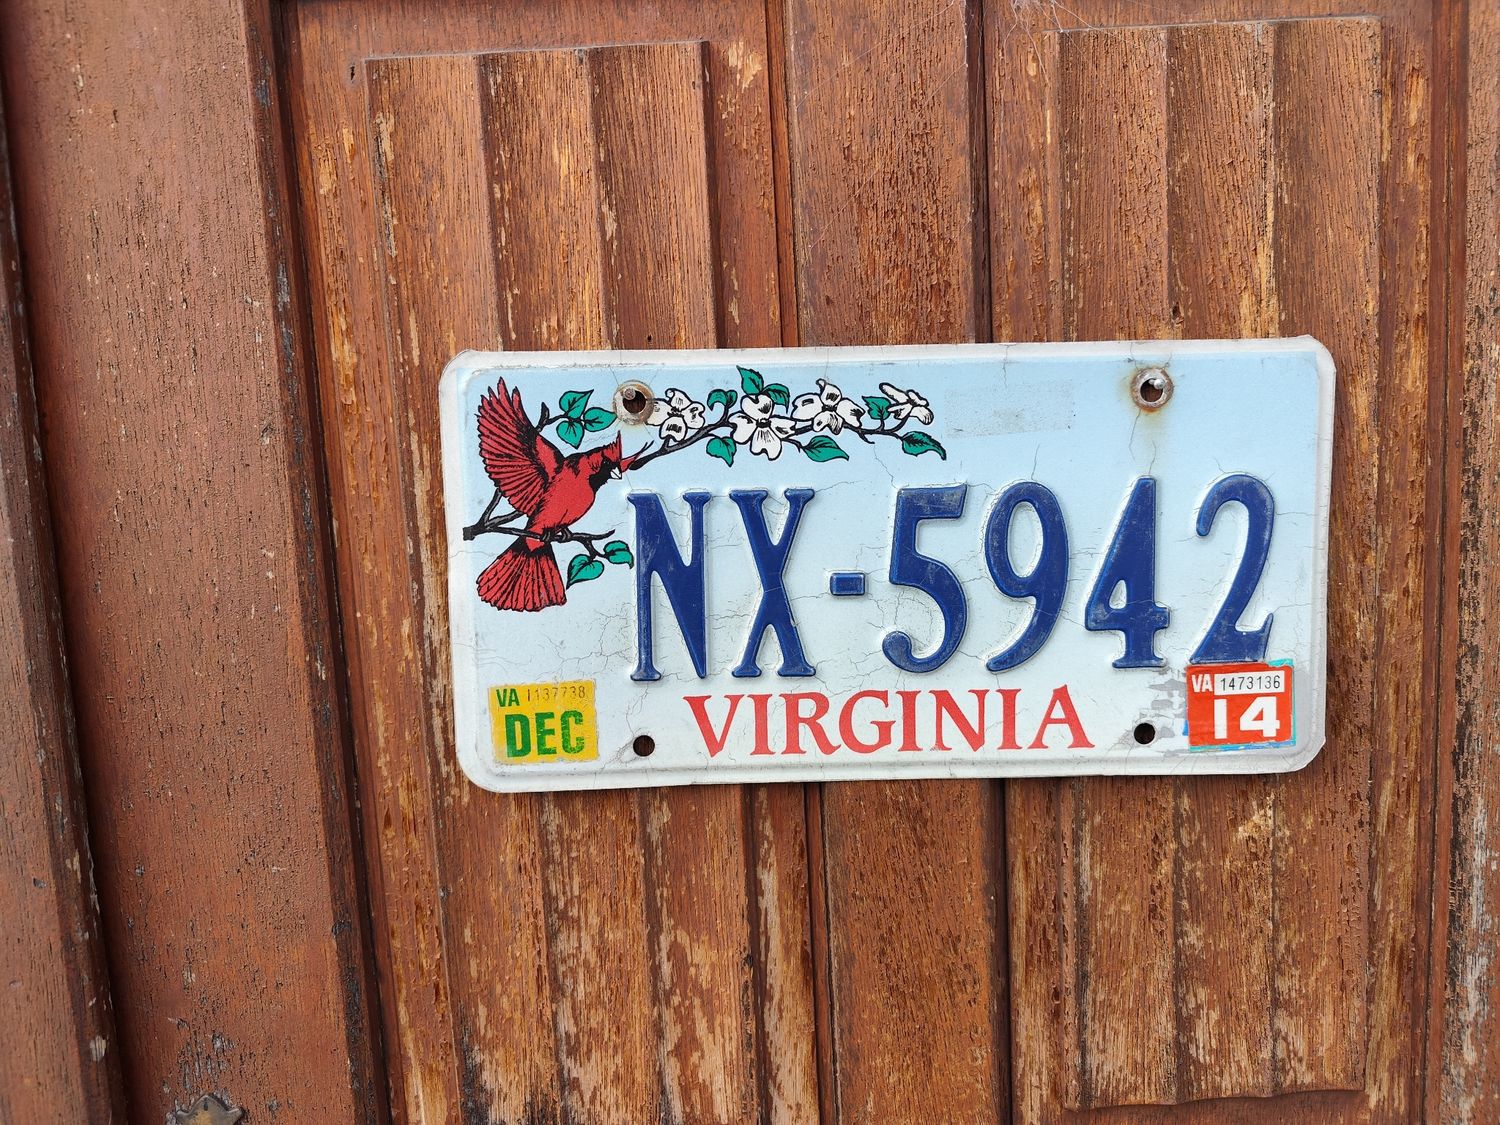 NX-5942
VA 1137738
DEC
VIRGINIA
VA 1473136
14